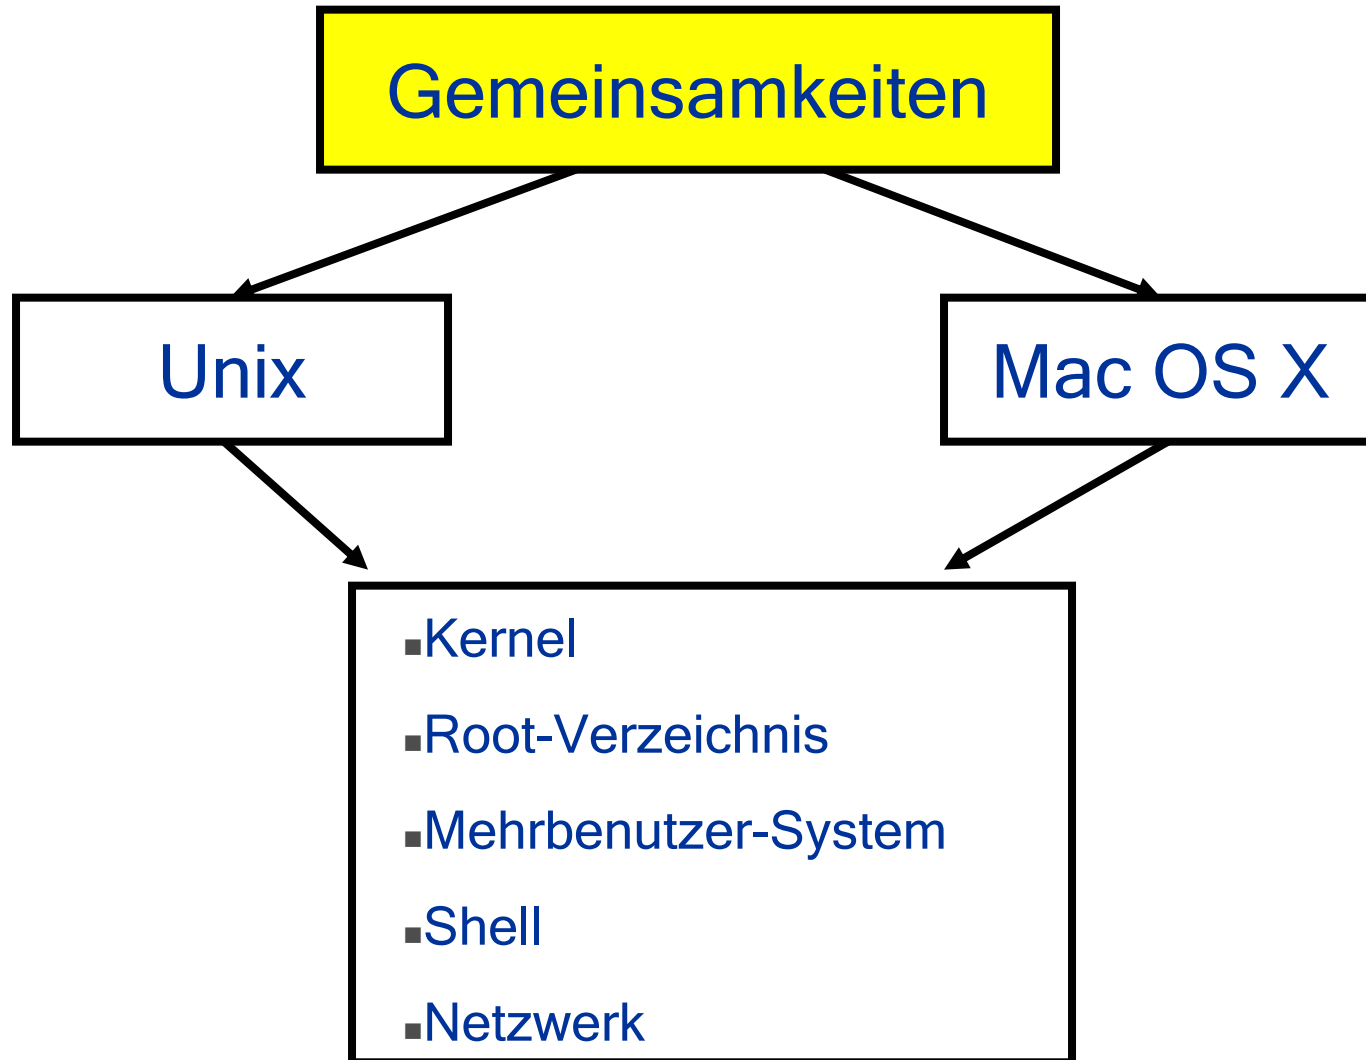 Gemeinsamkeiten
Unix
Mac OS X
▪Kernel
▪Root-Verzeichnis
▪Mehrbenutzer-System
▪Shell
▪Netzwerk